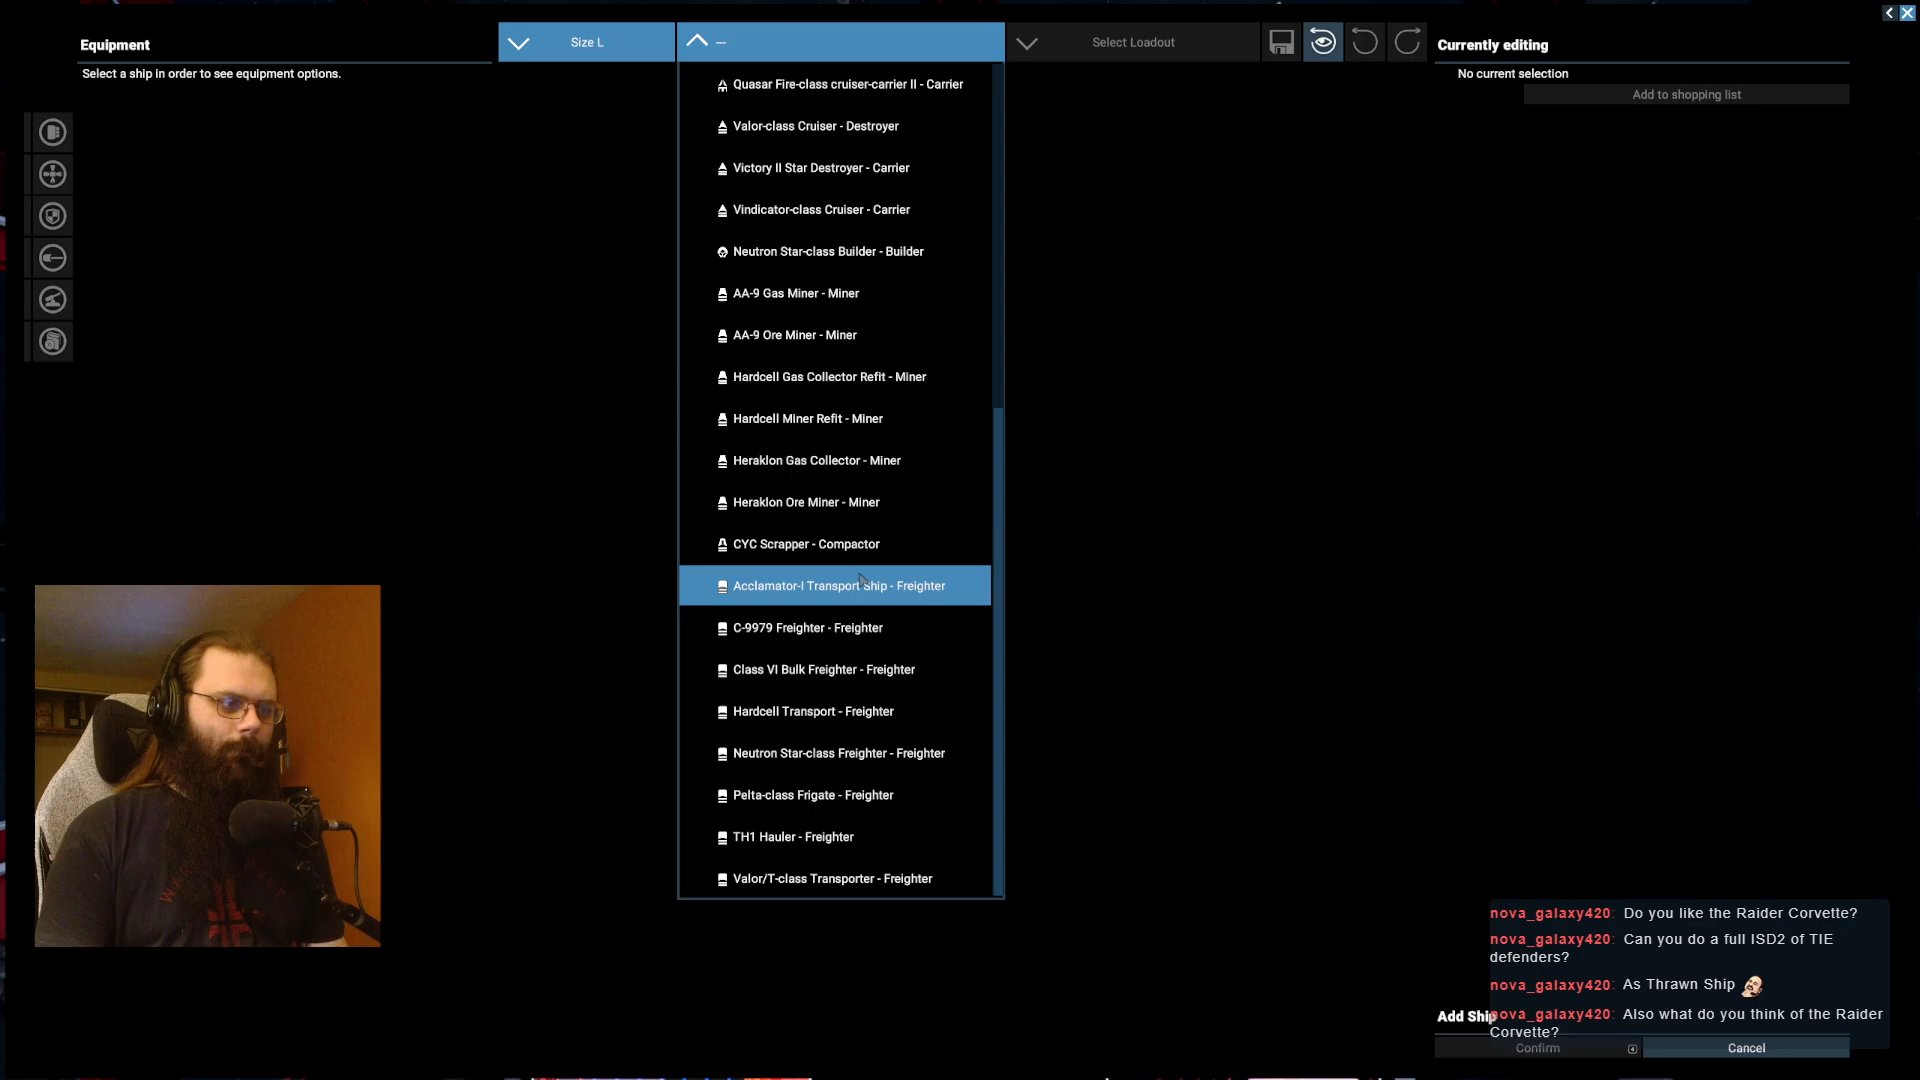 Equipment
Select a ship in order to see equipment options.
Size L
--
Select Loadout
Currently editing
No current selection
Add to shopping list
Quasar Fire-class cruiser-carrier II - Carrier
Valor-class Cruiser - Destroyer
Victory II Star Destroyer - Carrier
Vindicator-class Cruiser - Carrier
Neutron Star-class Builder - Builder
AA-9 Gas Miner - Miner
AA-9 Ore Miner - Miner
Hardcell Gas Collector Refit - Miner
Hardcell Miner Refit - Miner
Heraklon Gas Collector - Miner
Heraklon Ore Miner - Miner
CYC Scrapper - Compactor
Acclamator-I Transport Ship - Freighter
C-9979 Freighter - Freighter
Class VI Bulk Freighter - Freighter
Hardcell Transport - Freighter
Neutron Star-class Freighter - Freighter
Pelta-class Frigate - Freighter
TH1 Hauler - Freighter
Valor/T-class Transporter - Freighter
nova_galaxy420: Do you like the Raider Corvette?
nova_galaxy420: Can you do a full ISD2 of TIE
defenders?
nova_galaxy420: As Thrawn Ship
Add Ship
nova_galaxy420: Also what do you think of the Raider
Corvette?
Confirm
Cancel